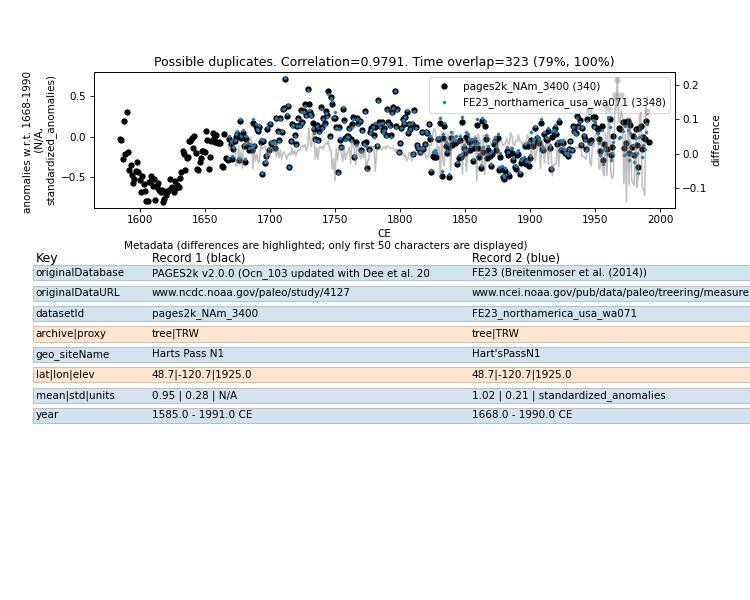 Possible duplicates. Correlation=0.9791. Time overlap=323 (79%, 100%)
anomalies w.r.t. 1668-1990
(N/A,
standardized_anomalies)
0.5
0.0
−0.5
pages2k_NAm_3400 (340)
FE23_northamerica_usa_wa071 (3348)
0.2
0.1
0.0
−0.1
difference
1600 1650 1700 1750 1800 1850 1900 1950 2000
CE
Metadata (differences are highlighted; only first 50 characters are displayed)
Key Record 1 (black) Record 2 (blue)
originalDatabase PAGES2k v2.0.0 (Ocn_103 updated with Dee et al. 20 FE23 (Breitenmoser et al. (2014))
originalDataURL www.ncdc.noaa.gov/paleo/study/4127 www.ncei.noaa.gov/pub/data/paleo/treering/measure
datasetId pages2k_NAm_3400 FE23_northamerica_usa_wa071
archive|proxy tree|TRW tree|TRW
geo_siteName Harts Pass N1 Hart'sPassN1
lat|lon|elev 48.7|-120.7|1925.0 48.7|-120.7|1925.0
mean|std|units 0.95 | 0.28 | N/A 1.02 | 0.21 | standardized_anomalies
year 1585.0 - 1991.0 CE 1668.0 - 1990.0 CE